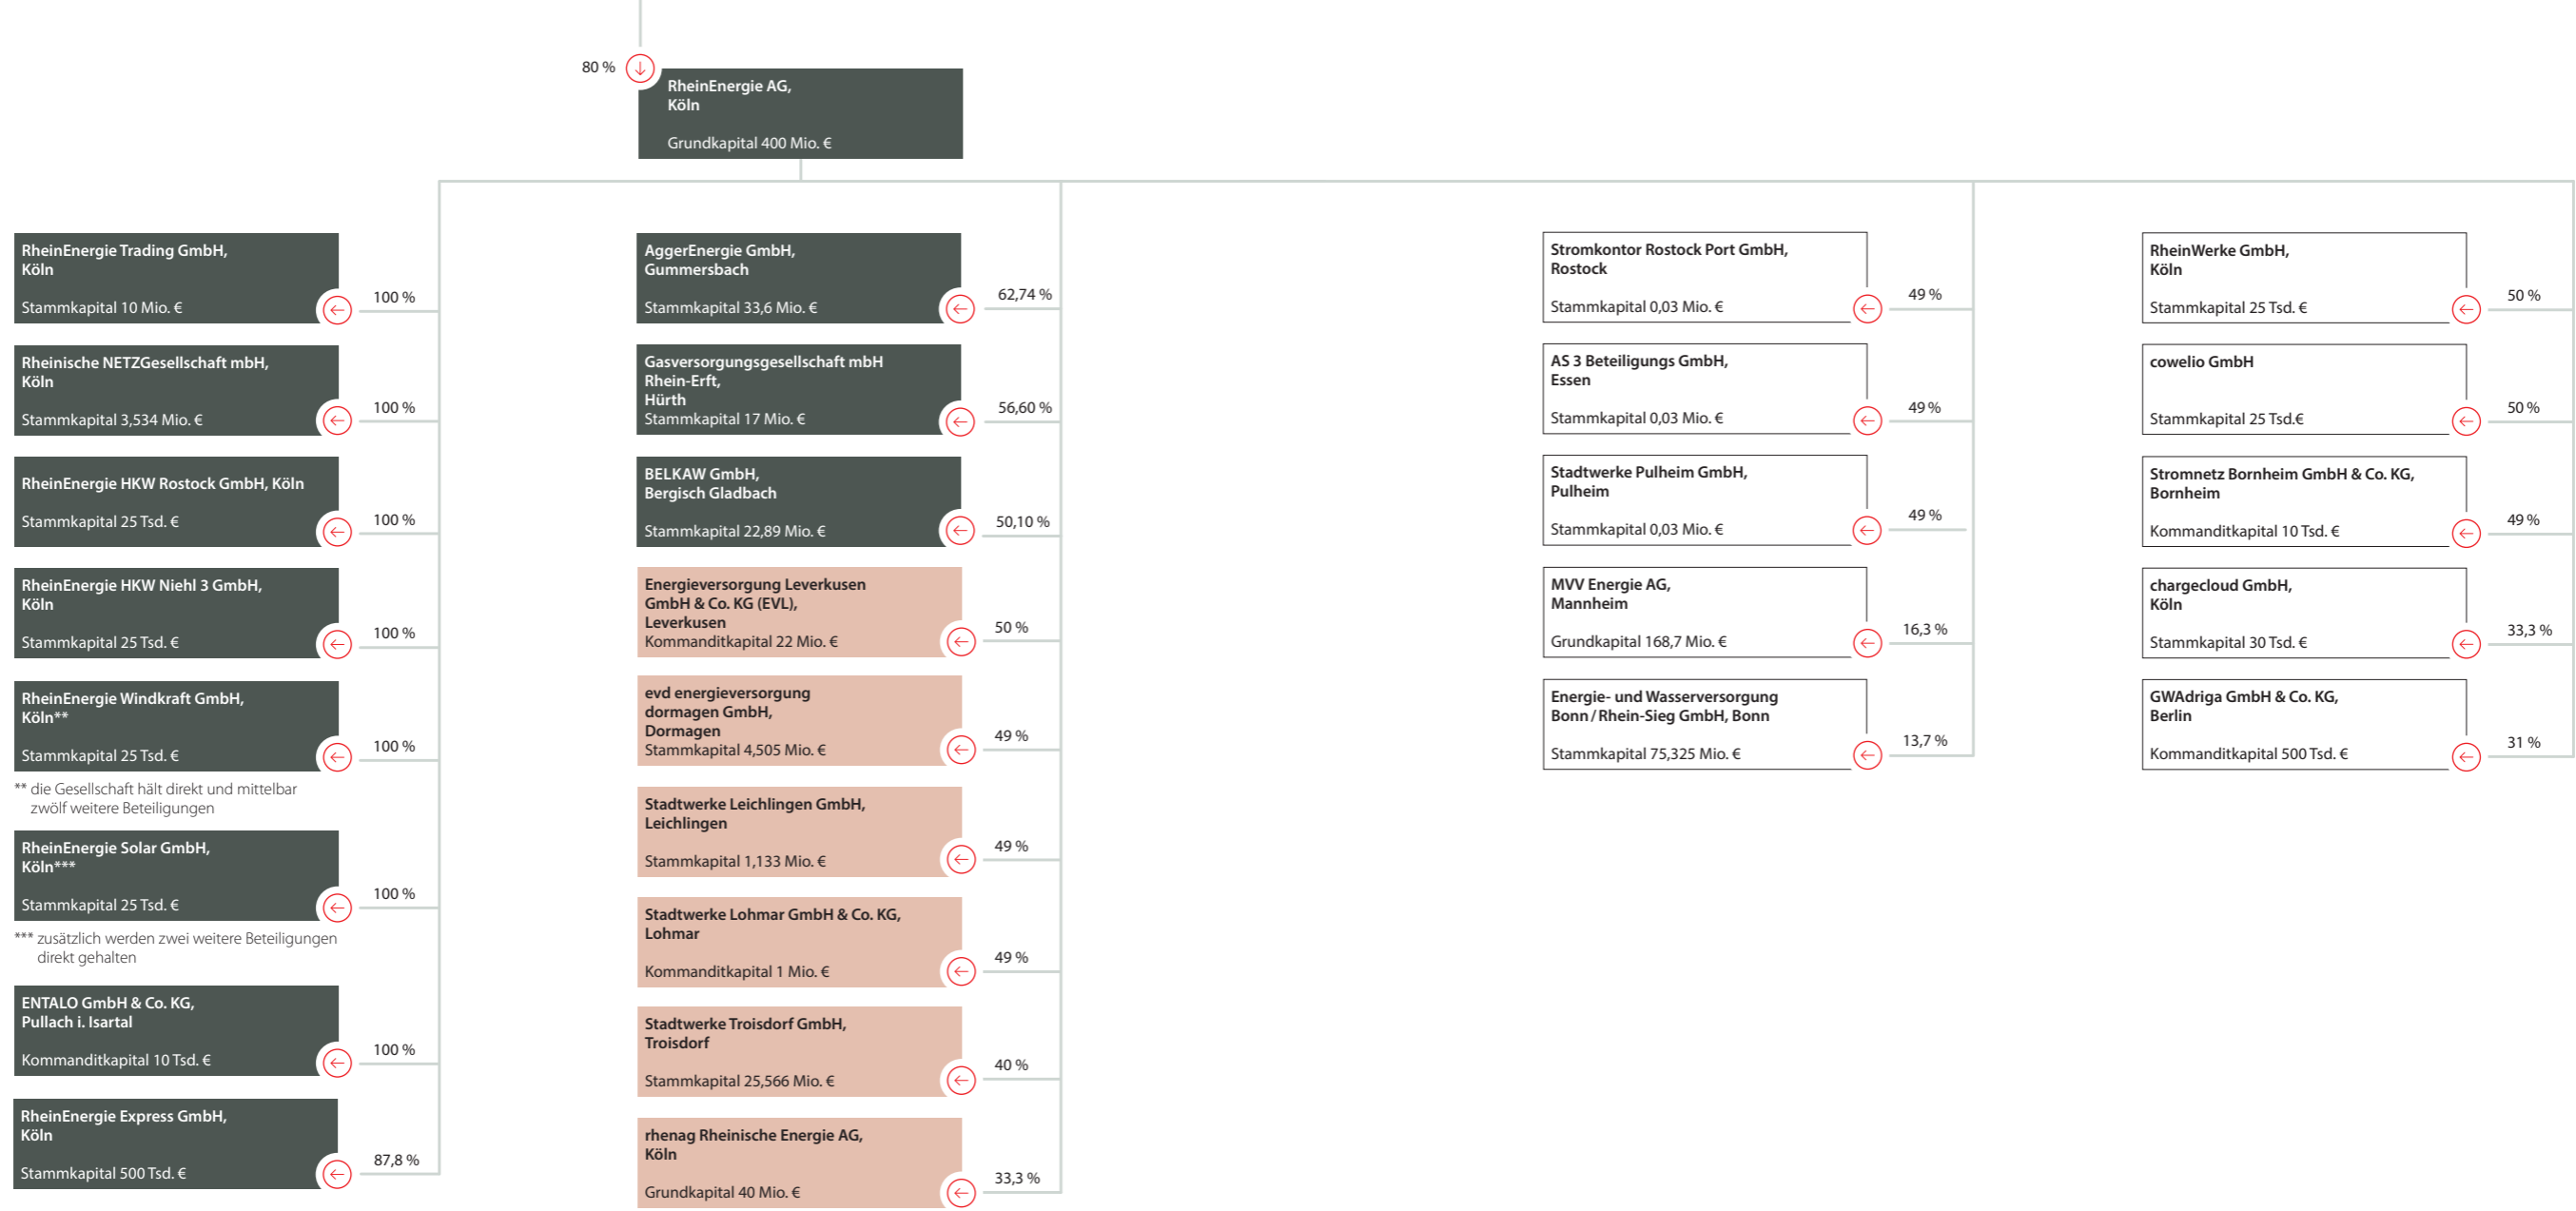 80 %
RheinEnergie AG,
Köln
Grundkapital 400 Mio. €
RheinEnergie Trading GmbH,
Köln
Stammkapital 10 Mio. €
100 %
Rheinische NETZGesellschaft mbH,
Köln
Stammkapital 3,534 Mio. €
100 %
RheinEnergie HKW Rostock GmbH, Köln
Stammkapital 25 Tsd. €
100 %
RheinEnergie HKW Niehl 3 GmbH,
Köln
Stammkapital 25 Tsd. €
100 %
RheinEnergie Windkraft GmbH,
Köln**
Stammkapital 25 Tsd. €
100 %
** die Gesellschaft hält direkt und mittelbar
zwölf weitere Beteiligungen
RheinEnergie Solar GmbH,
Köln***
Stammkapital 25 Tsd. €
100 %
*** zusätzlich werden zwei weitere Beteiligungen
direkt gehalten
ENTALO GmbH & Co. KG,
Pullach i. Isartal
Kommanditkapital 10 Tsd. €
100 %
RheinEnergie Express GmbH,
Köln
Stammkapital 500 Tsd. €
87,8 %
AggerEnergie GmbH,
Gummersbach
Stammkapital 33,6 Mio. €
62,74 %
Gasversorgungsgesellschaft mbH
Rhein-Erft,
Hürth
Stammkapital 17 Mio. €
56,60 %
BELKAW GmbH,
Bergisch Gladbach
Stammkapital 22,89 Mio. €
50,10 %
Energieversorgung Leverkusen
GmbH & Co. KG (EVL),
Leverkusen
Kommanditkapital 22 Mio. €
50 %
evd energieversorgung
dormagen GmbH,
Dormagen
Stammkapital 4,505 Mio. €
49 %
Stadtwerke Leichlingen GmbH,
Leichlingen
Stammkapital 1,133 Mio. €
49 %
Stadtwerke Lohmar GmbH & Co. KG,
Lohmar
Kommanditkapital 1 Mio. €
49 %
Stadtwerke Troisdorf GmbH,
Troisdorf
Stammkapital 25,566 Mio. €
40 %
rhenag Rheinische Energie AG,
Köln
Grundkapital 40 Mio. €
33,3 %
Stromkontor Rostock Port GmbH,
Rostock
Stammkapital 0,03 Mio. €
49 %
AS 3 Beteiligungs GmbH,
Essen
Stammkapital 0,03 Mio. €
49 %
Stadtwerke Pulheim GmbH,
Pulheim
Stammkapital 0,03 Mio. €
49 %
MVV Energie AG,
Mannheim
Grundkapital 168,7 Mio. €
16,3 %
Energie- und Wasserversorgung
Bonn / Rhein-Sieg GmbH, Bonn
Stammkapital 75,325 Mio. €
13,7 %
RheinWerke GmbH,
Köln
Stammkapital 25 Tsd. €
50 %
cowelio GmbH
Stammkapital 25 Tsd.€
50 %
Stromnetz Bornheim GmbH & Co. KG,
Bornheim
Kommanditkapital 10 Tsd. €
49 %
chargecloud GmbH,
Köln
Stammkapital 30 Tsd. €
33,3 %
GWAdriga GmbH & Co. KG,
Berlin
Kommanditkapital 500 Tsd. €
31 %